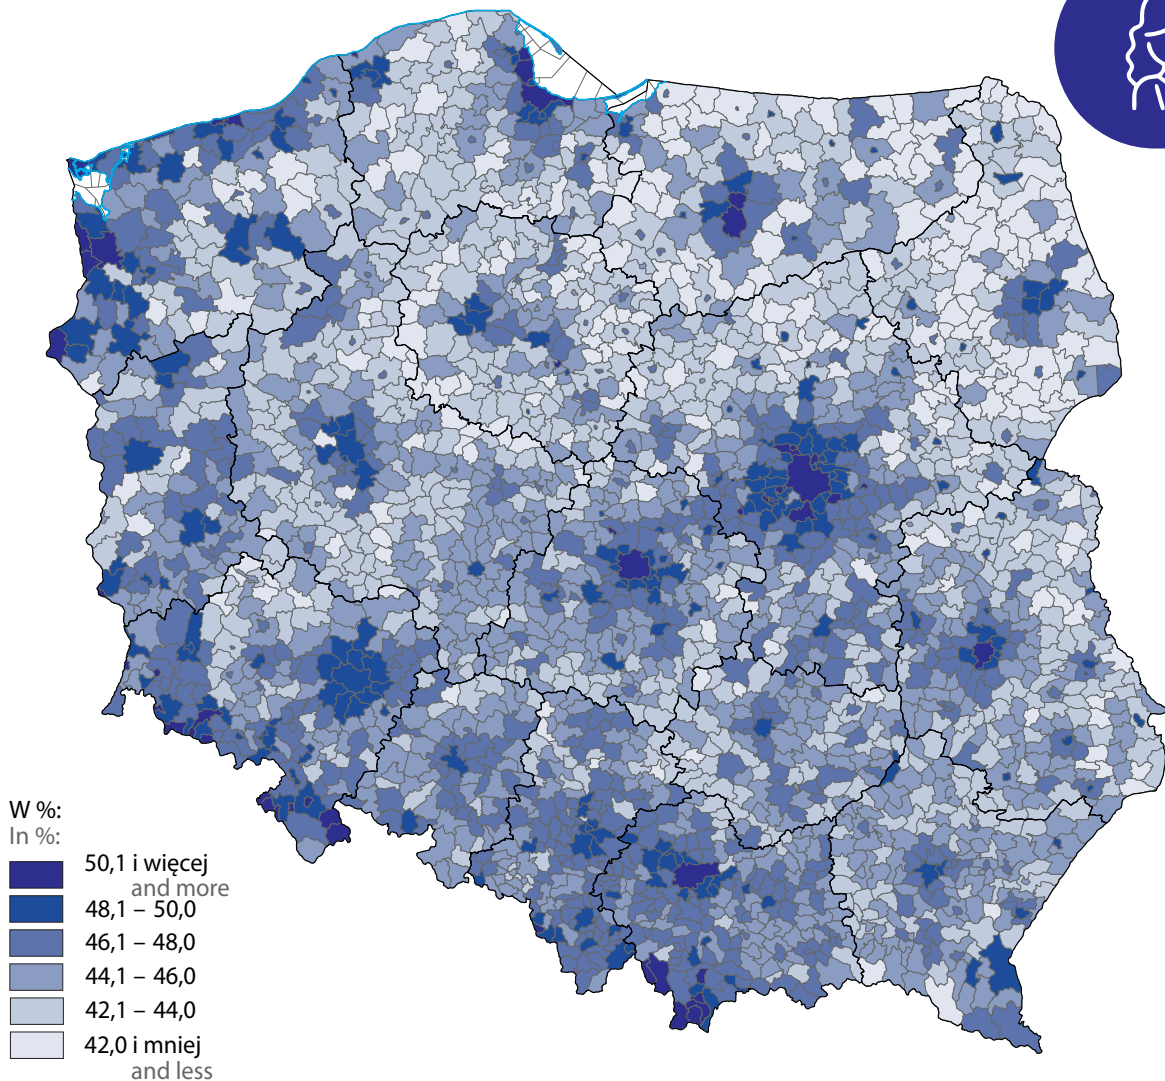 W %:
In %:
50,1 i więcej
and more
48,1 – 50,0
46,1 – 48,0
44,1 – 46,0
42,1 – 44,0
42,0 i mniej
and less